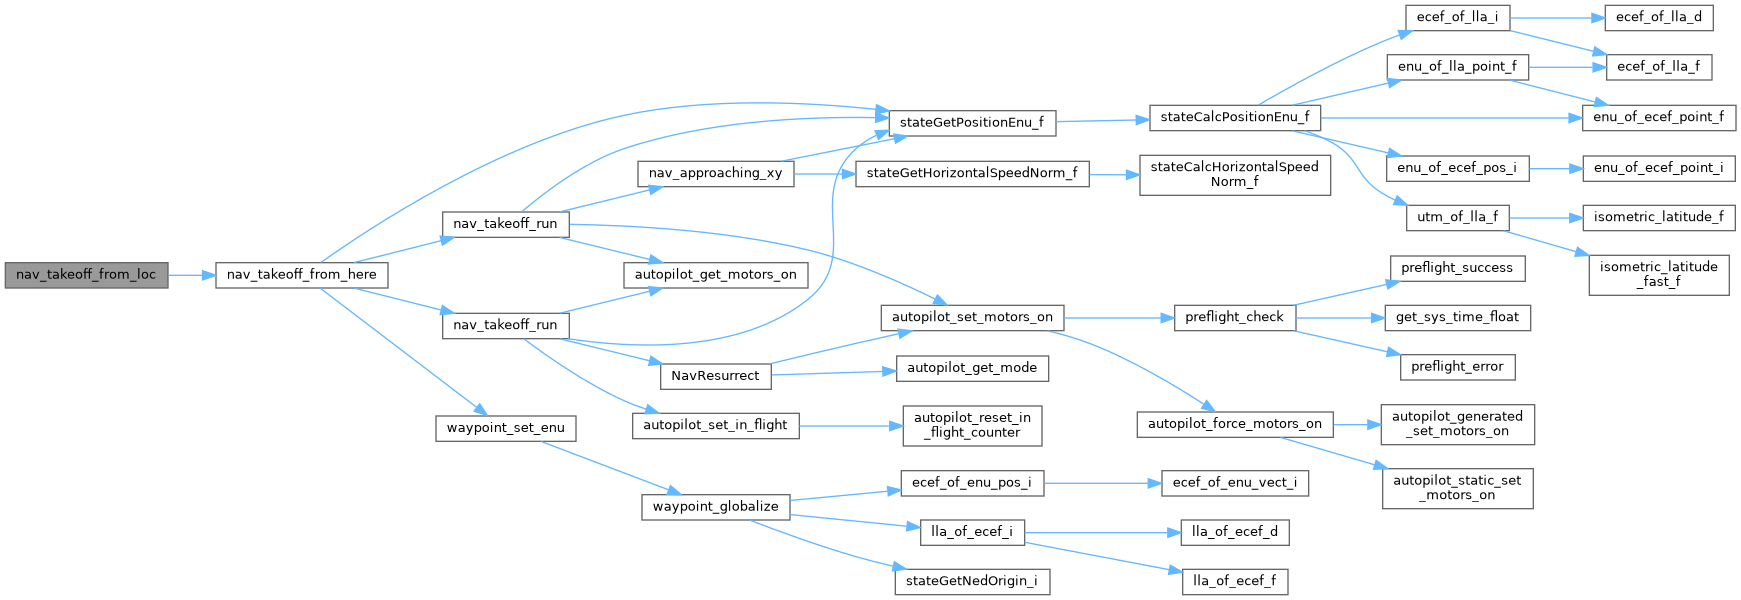 nav_takeoff_from_loc
nav_takeoff_from_here
nav_takeoff_run
nav_takeoff_run
waypoint_set_enu
nav_approaching_xy
autopilot_get_motors_on
NavResurrect
autopilot_set_in_flight
waypoint_globalize
stateGetPositionEnu_f
stateGetHorizontalSpeedNorm_f
autopilot_set_motors_on
autopilot_get_mode
autopilot_reset_in
_flight_counter
ecef_of_enu_pos_i
lla_of_ecef_i
stateGetNedOrigin_i
stateCalcPositionEnu_f
stateCalcHorizontalSpeed
Norm_f
preflight_check
autopilot_force_motors_on
ecef_of_enu_vect_i
lla_of_ecef_d
lla_of_ecef_f
ecef_of_lla_i
enu_of_lla_point_f
enu_of_ecef_pos_i
utm_of_lla_f
preflight_success
get_sys_time_float
preflight_error
autopilot_generated
_set_motors_on
autopilot_static_set
_motors_on
ecef_of_lla_d
ecef_of_lla_f
enu_of_ecef_point_f
enu_of_ecef_point_i
isometric_latitude_f
isometric_latitude
_fast_f